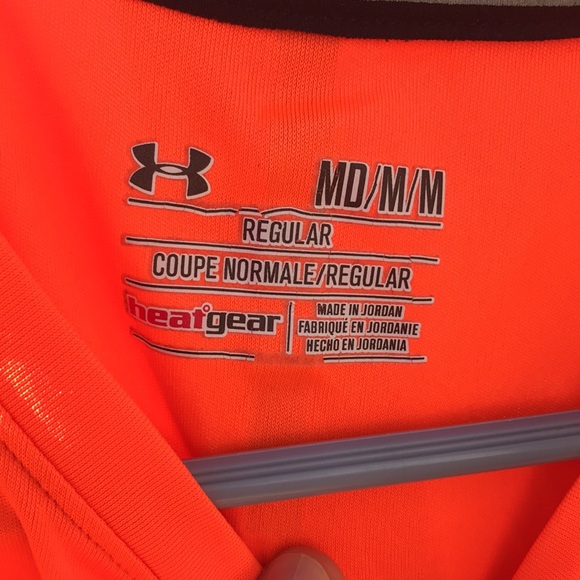 MD/M/M
REGULAR
COUPE NORMALE/REGULAR
heatgear
MADE IN JORDAN
FABRIQUÉ EN JORDANIE
HECHO EN JORDANIA